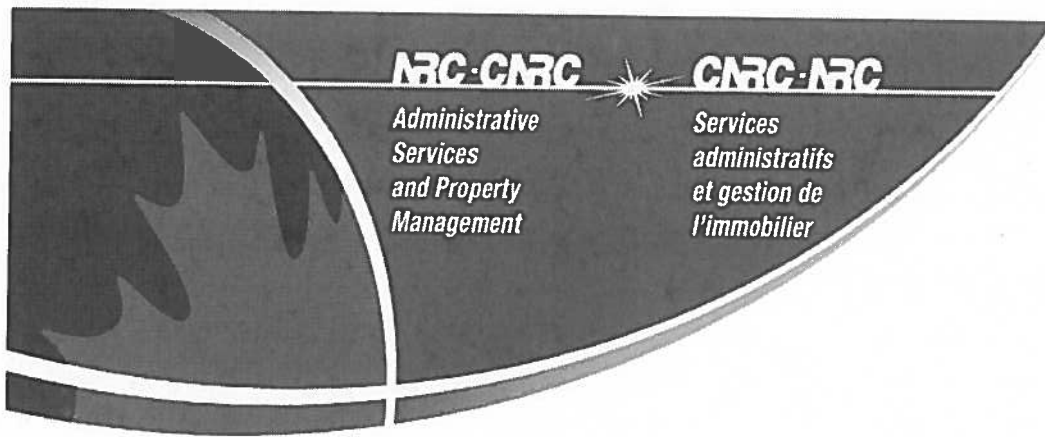 NRC·CNRC
Administrative
Services
and Property
Management
CNRC-NRC
Services
administratifs
et gestion de
l'immobilier